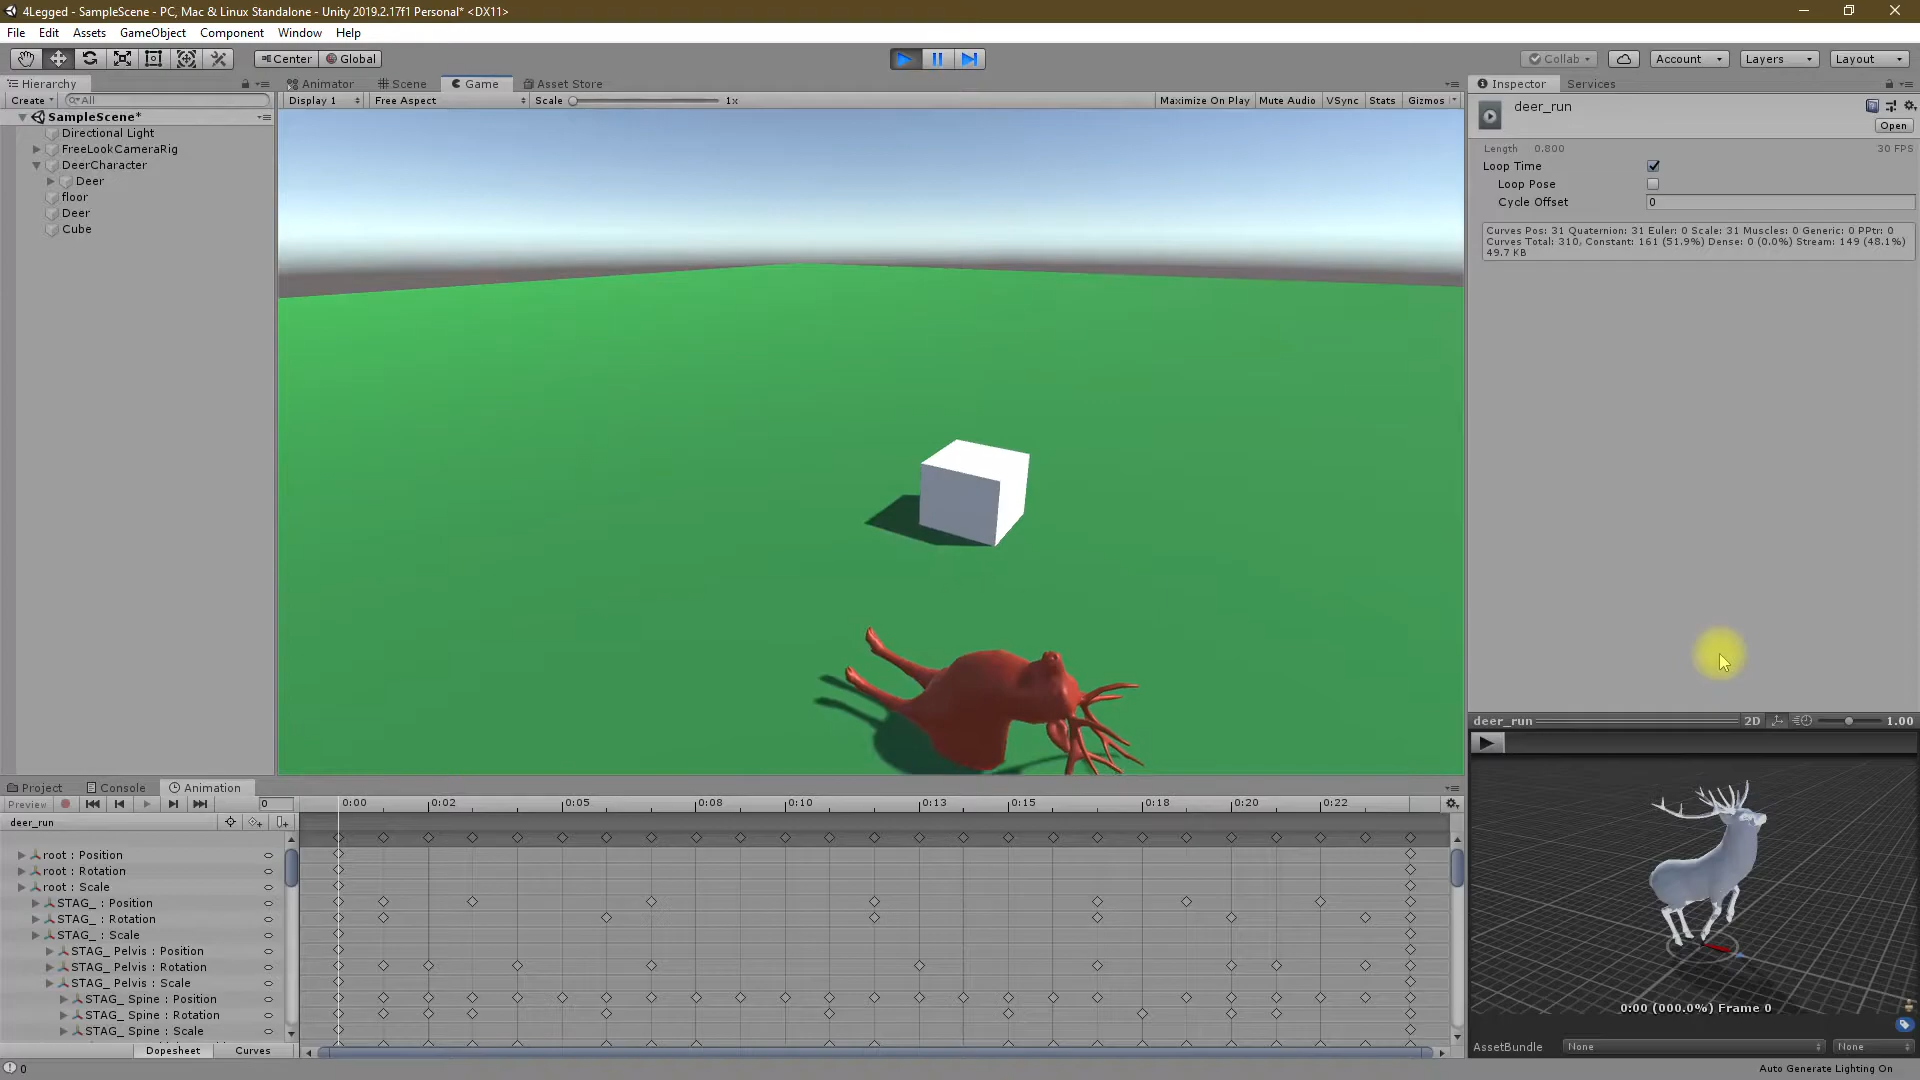 4Legged - SampleScene - PC, Mac & Linux Standalone - Unity 2019.2.17f1 Personal* <DX11>
File Edit Assets GameObject Component Window Help
Center Global Collab Account Layers Layout
Hierarchy Animator Scene Game Asset Store Inspector Services
Create All Display 1 Free Aspect Scale 1x Maximize On Play Mute Audio VSync Stats Gizmos
deer_run
Open
SampleScene*
Directional Light
FreeLookCameraRig
DeerCharacter
Deer
floor
Deer
Cube
Length 0.800 30 FPS
Loop Time
Loop Pose
Cycle Offset 0
Curves Pos: 31 Quaternion: 31 Euler: 0 Scale: 31 Muscles: 0 Generic: 0 PPtr: 0
Curves Total: 310, Constant: 161 (51.9%) Dense: 0 (0.0%) Stream: 149 (48.1%)
49.7 KB
deer_run 2D 1.00
Project Console Animation
Preview 0 0:00 0:02 0:05 0:08 0:10 0:13 0:15 0:18 0:20 0:22
deer_run
root : Position
root : Rotation
root : Scale
STAG_ : Position
STAG_ : Rotation
STAG_ : Scale
STAG_ Pelvis : Position
STAG_ Pelvis : Rotation
STAG_ Pelvis : Scale
STAG_ Spine : Position
STAG_ Spine : Rotation
STAG_ Spine : Scale
Dopesheet Curves
0:00 (000.0%) Frame 0
AssetBundle None None
0 Auto Generate Lighting On